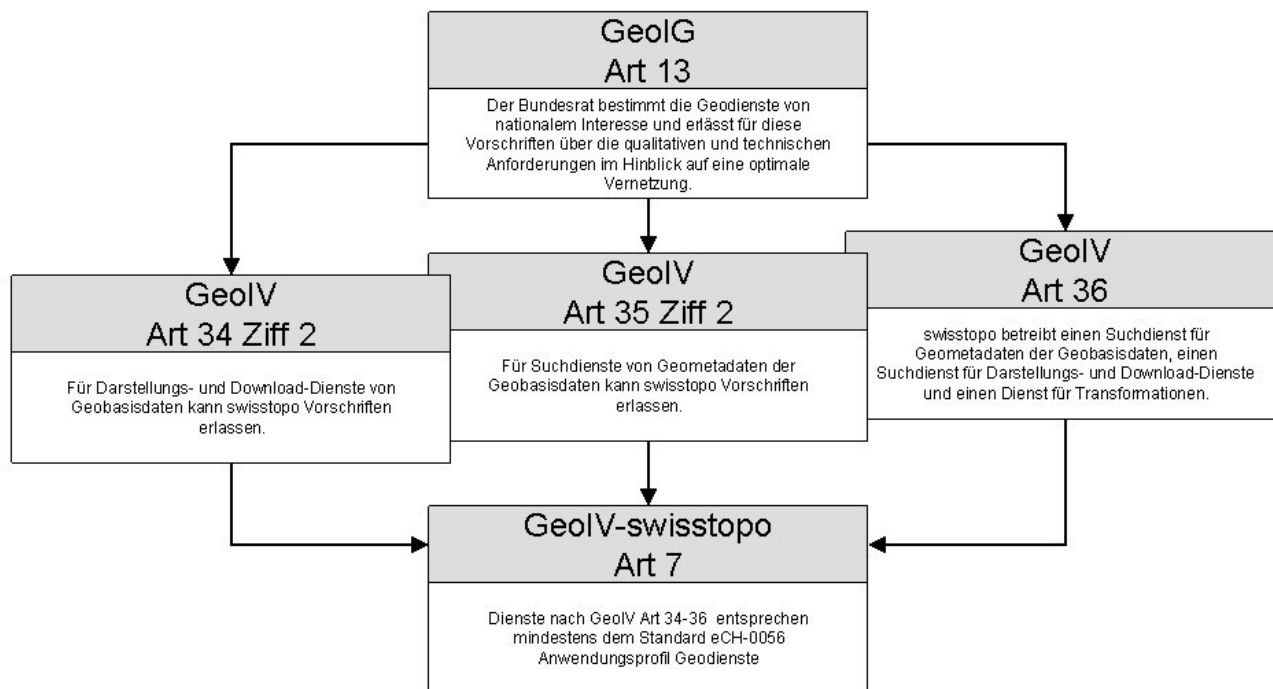 GeoIG
Art 13
Der Bundesrat bestimmt die Geodienste von
nationalem Interesse und erlässt für diese
Vorschriften über die qualitativen und technischen
Anforderungen im Hinblick auf eine optimale
Vernetzung.
GeoIV
Art 34 Ziff 2
Für Darstellungs- und Download-Dienste von
Geobasisdaten kann swisstopo Vorschriften
erlassen.
GeoIV
Art 35 Ziff 2
Für Suchdienste von Geometadaten der
Geobasisdaten kann swisstopo Vorschriften
erlassen.
GeoIV
Art 36
swisstopo betreibt einen Suchdienst für
Geometadaten der Geobasisdaten, einen
Suchdienst für Darstellungs- und Download-Dienste
und einen Dienst für Transformationen.
GeoIV-swisstopo
Art 7
Dienste nach GeoIV Art 34-36 entsprechen
mindestens dem Standard eCH-0056
Anwendungsprofil Geodienste